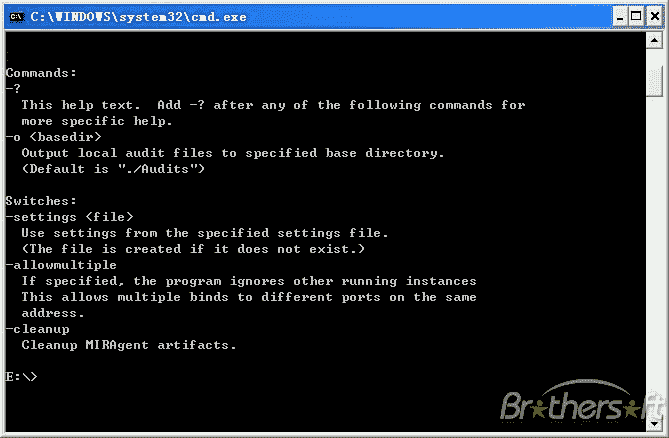 C:\WINDOWS\system32\cmd.exe
Commands:
-?
This help text.  Add -? after any of the following commands for
more specific help.
-o <basedir>
Output local audit files to specified base directory.
(Default is "./Audits")
Switches:
-settings <file>
Use settings from the specified settings file.
(The file is created if it does not exist.)
-allowmultiple
If specified, the program ignores other running instances
This allows multiple binds to different ports on the same
address.
-cleanup
Cleanup MIRAgent artifacts.
E:\>
Brothersoft